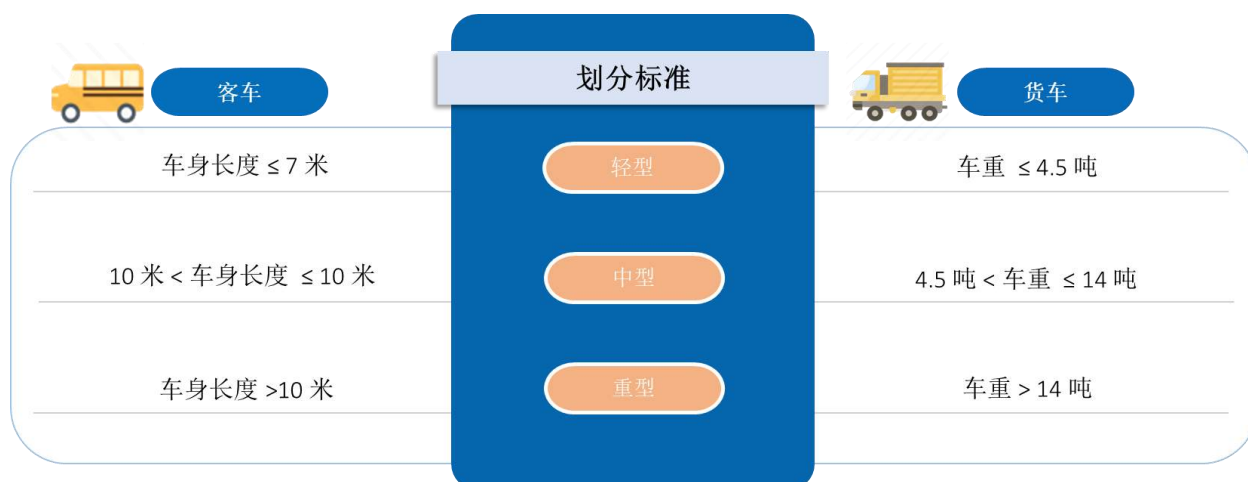 划分标准
客车
货车
车身长度 ≤ 7 米
轻型
车重 ≤ 4.5 吨
10 米 < 车身长度 ≤ 10 米
中型
4.5 吨 < 车重 ≤ 14 吨
车身长度 >10 米
重型
车重 > 14 吨